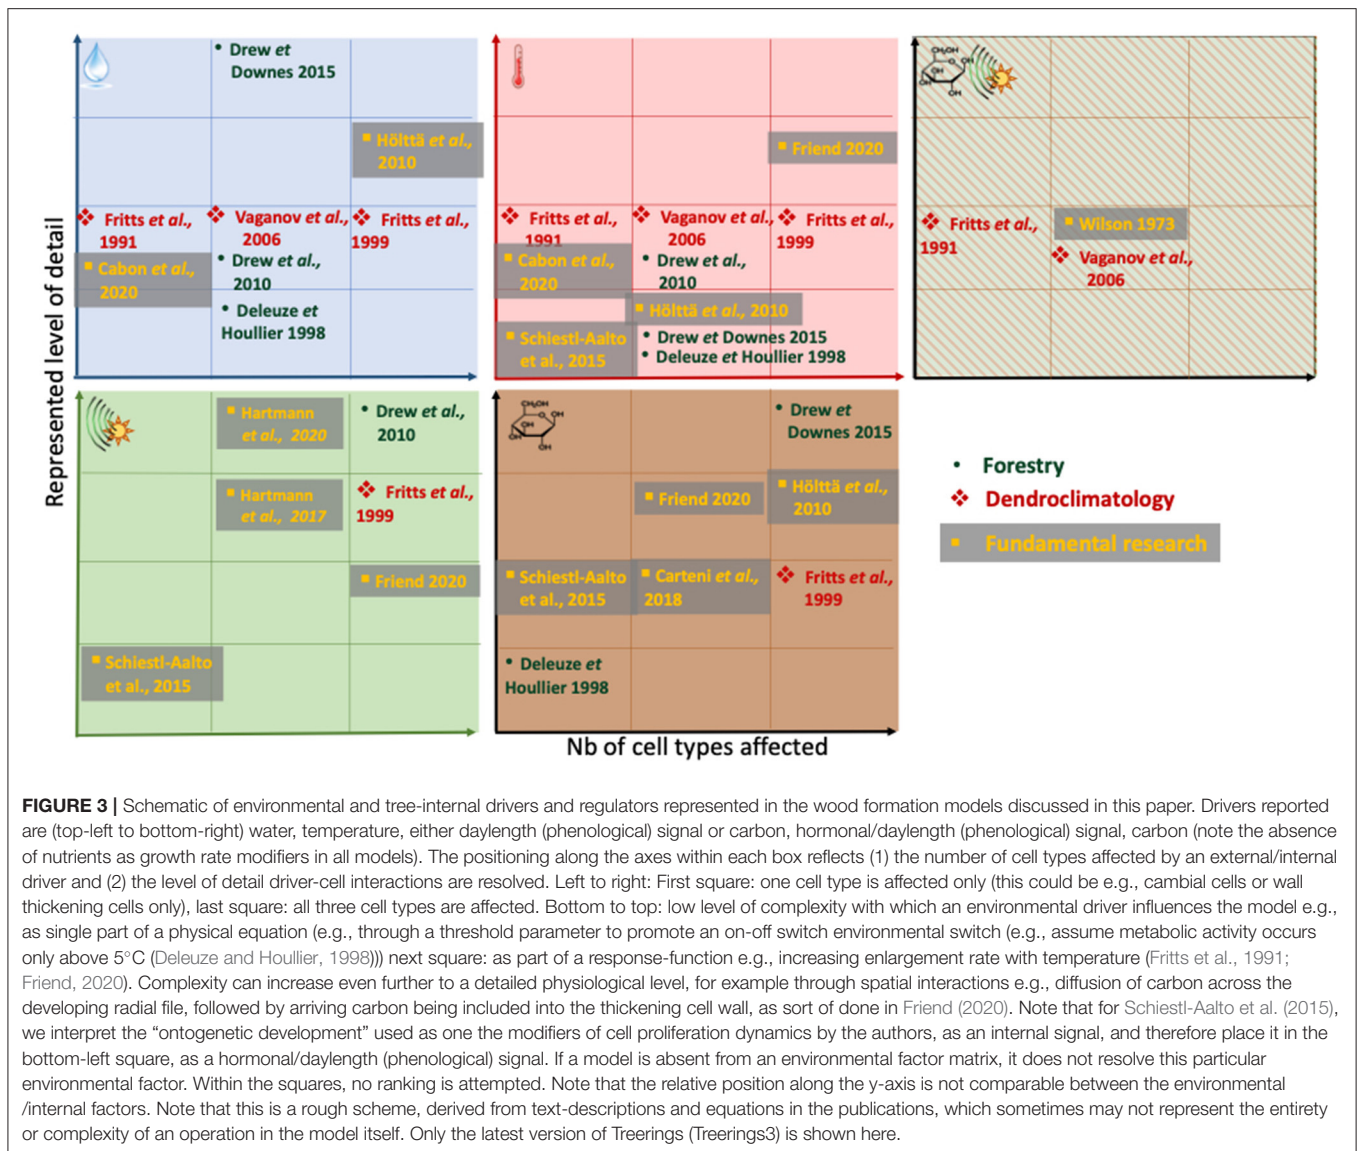 Represented level of detail
• Drew et
Downes 2015
▪ Hölttä et al.,
2010
❖ Fritts et al.,
1991
❖ Vaganov et al.,
2006
❖ Fritts et al.,
1999
▪ Cabon et al.,
2020
• Drew et al.,
2010
• Deleuze et
Houllier 1998
▪ Friend 2020
❖ Fritts et al.,
1991
❖ Vaganov et al.,
2006
❖ Fritts et al.,
1999
▪ Cabon et al.,
2020
• Drew et al.,
2010
▪ Hölttä et al., 2010
▪ Schiestl-Aalto
et al., 2015
• Drew et Downes 2015
• Deleuze et Houllier 1998
CH₂OH
O
OH
OH
OH
OH
❖ Fritts et al.,
1991
▪ Wilson 1973
❖ Vaganov et al.,
2006
▪ Hartmann
et al., 2020
• Drew et al.,
2010
▪ Hartmann
et al., 2017
❖ Fritts et al.,
1999
▪ Friend 2020
▪ Schiestl-Aalto
et al., 2015
CH₂OH
O
OH
OH
OH
OH
• Drew et
Downes 2015
▪ Friend 2020
▪ Hölttä et al.,
2010
▪ Schiestl-Aalto
et al., 2015
▪ Carteni et al.,
2018
❖ Fritts et al.,
1999
• Deleuze et
Houllier 1998
Nb of cell types affected
• Forestry
❖ Dendroclimatology
▪ Fundamental research
FIGURE 3 | Schematic of environmental and tree-internal drivers and regulators represented in the wood formation models discussed in this paper. Drivers reported
are (top-left to bottom-right) water, temperature, either daylength (phenological) signal or carbon, hormonal/daylength (phenological) signal, carbon (note the absence
of nutrients as growth rate modifiers in all models). The positioning along the axes within each box reflects (1) the number of cell types affected by an external/internal
driver and (2) the level of detail driver-cell interactions are resolved. Left to right: First square: one cell type is affected only (this could be e.g., cambial cells or wall
thickening cells only), last square: all three cell types are affected. Bottom to top: low level of complexity with which an environmental driver influences the model e.g.,
as single part of a physical equation (e.g., through a threshold parameter to promote an on-off switch environmental switch (e.g., assume metabolic activity occurs
only above 5°C (Deleuze and Houllier, 1998))) next square: as part of a response-function e.g., increasing enlargement rate with temperature (Fritts et al., 1991;
Friend, 2020). Complexity can increase even further to a detailed physiological level, for example through spatial interactions e.g., diffusion of carbon across the
developing radial file, followed by arriving carbon being included into the thickening cell wall, as sort of done in Friend (2020). Note that for Schiestl-Aalto et al. (2015),
we interpret the “ontogenetic development” used as one the modifiers of cell proliferation dynamics by the authors, as an internal signal, and therefore place it in the
bottom-left square, as a hormonal/daylength (phenological) signal. If a model is absent from an environmental factor matrix, it does not resolve this particular
environmental factor. Within the squares, no ranking is attempted. Note that the relative position along the y-axis is not comparable between the environmental
/internal factors. Note that this is a rough scheme, derived from text-descriptions and equations in the publications, which sometimes may not represent the entirety
or complexity of an operation in the model itself. Only the latest version of Treerings (Treerings3) is shown here.